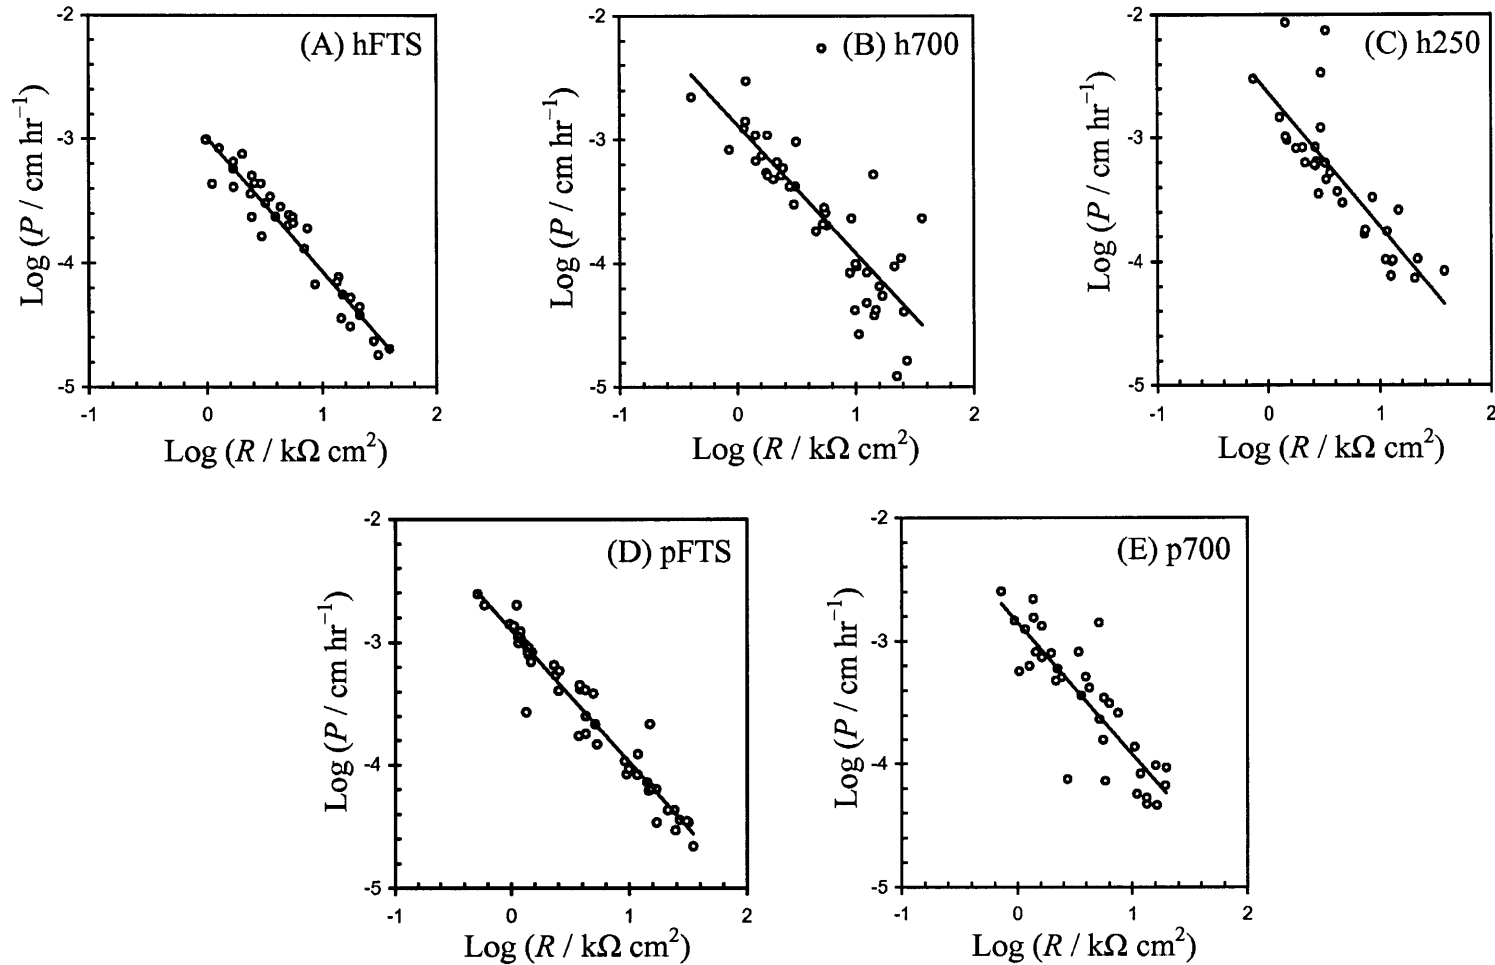 (A) hFTS
-2
-3
-4
-5
-1 0 1 2
Log (P / cm hr⁻¹)
Log (R / kΩ cm²)
(B) h700
-2
-3
-4
-5
-1 0 1 2
Log (P / cm hr⁻¹)
Log (R / kΩ cm²)
(C) h250
-2
-3
-4
-5
-1 0 1 2
Log (P / cm hr⁻¹)
Log (R / kΩ cm²)
(D) pFTS
-2
-3
-4
-5
-1 0 1 2
Log (P / cm hr⁻¹)
Log (R / kΩ cm²)
(E) p700
-2
-3
-4
-5
-1 0 1 2
Log (P / cm hr⁻¹)
Log (R / kΩ cm²)